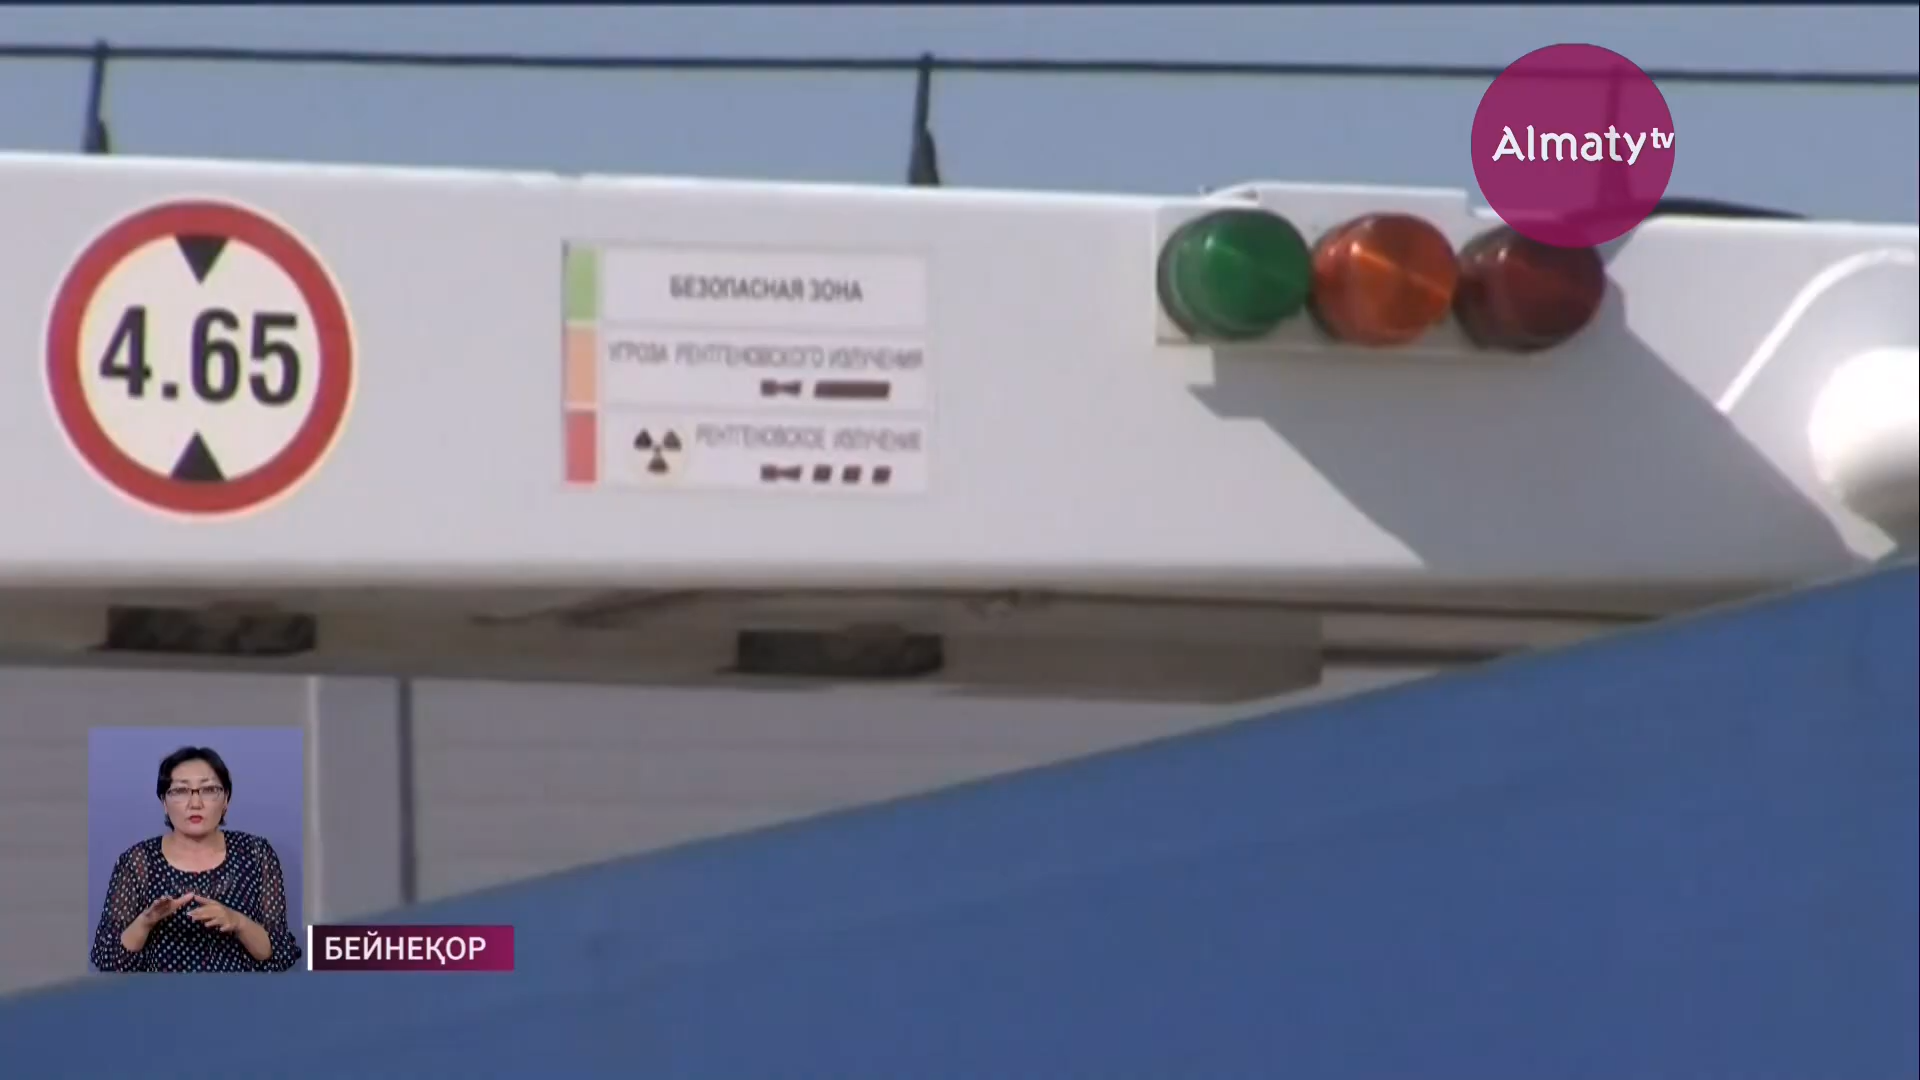 Almaty tv
4.65
БЕЗОПАСНАЯ ЗОНА
УГРОЗА РЕНТГЕНОВСКОГО ИЗЛУЧЕНИЯ
РЕНТГЕНОВСКОЕ ИЗЛУЧЕНИЕ
БЕЙНЕҚОР